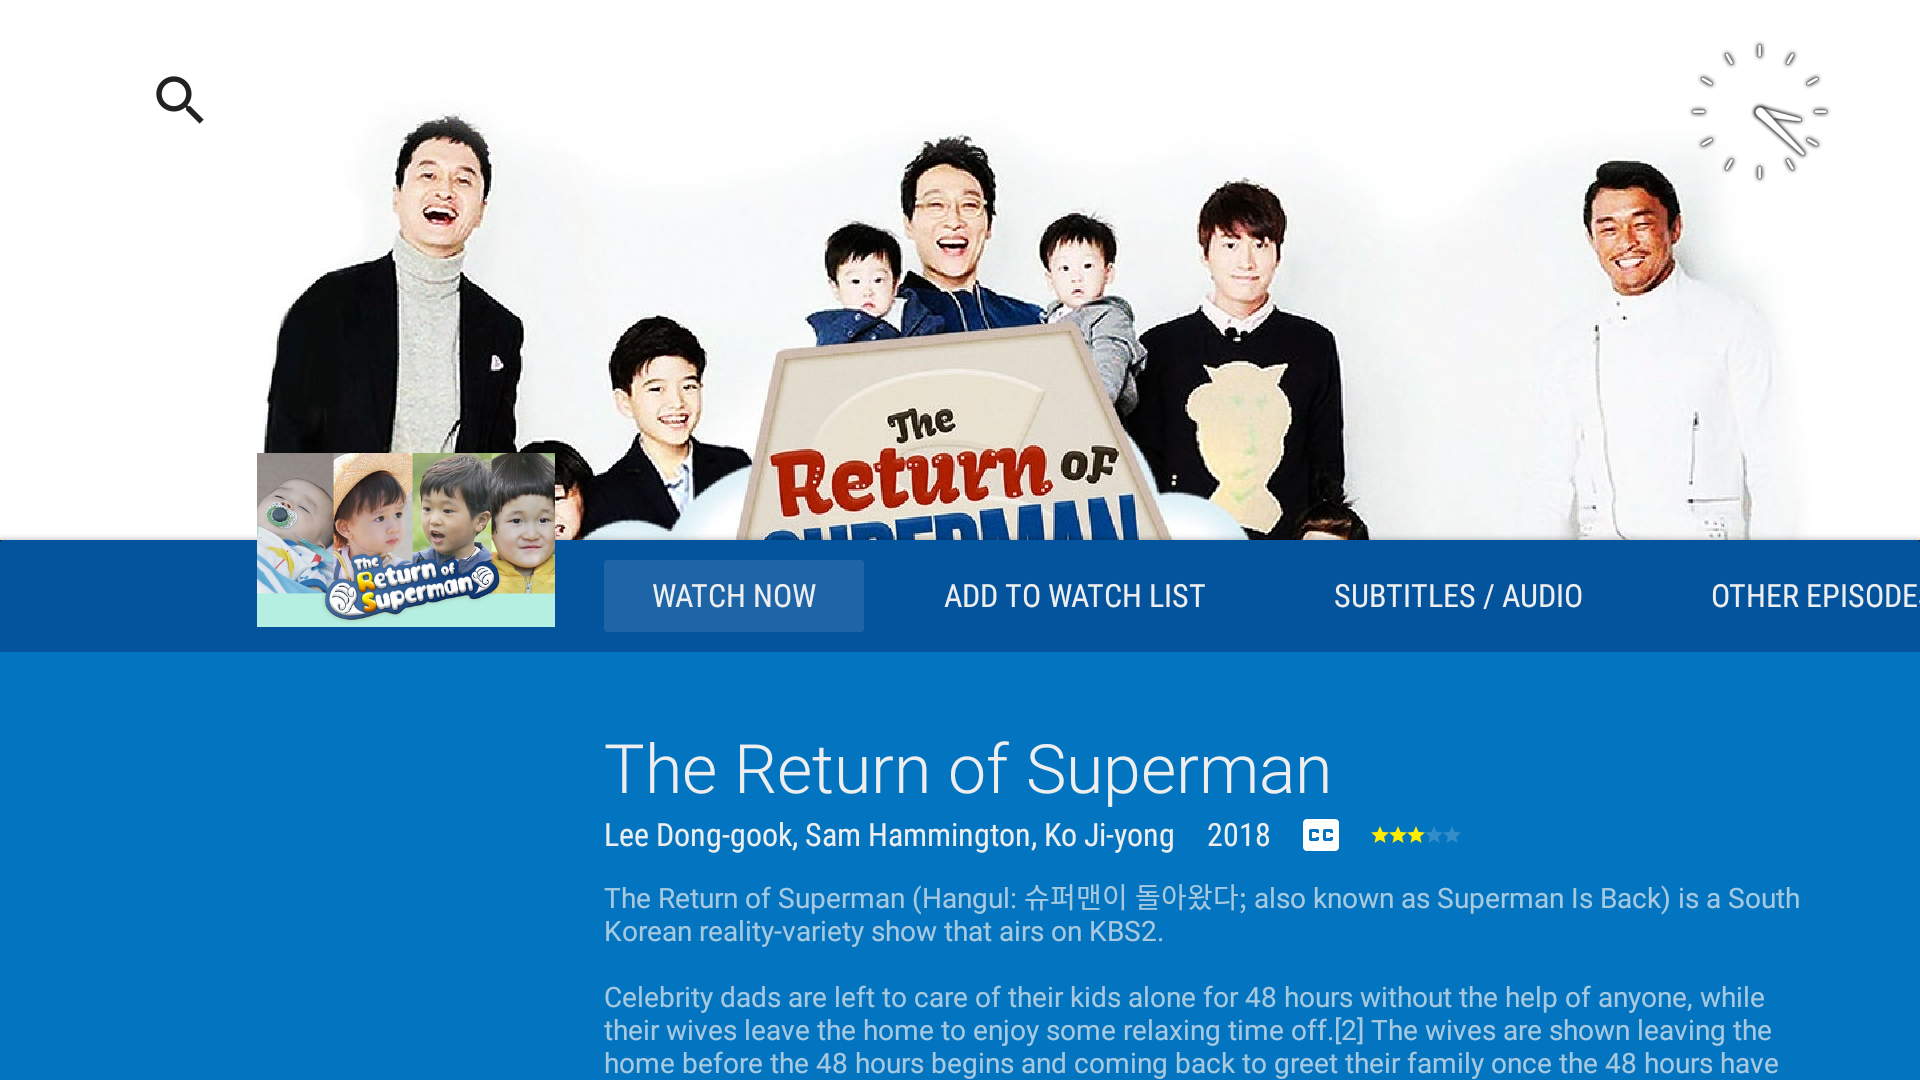 The
Return of
SUPERMAN
The
Return of
Superman
WATCH NOW
ADD TO WATCH LIST
SUBTITLES / AUDIO
OTHER EPISODES
The Return of Superman
Lee Dong-gook, Sam Hammington, Ko Ji-yong 2018 CC
The Return of Superman (Hangul: 슈퍼맨이 돌아왔다; also known as Superman Is Back) is a South
Korean reality-variety show that airs on KBS2.
Celebrity dads are left to care of their kids alone for 48 hours without the help of anyone, while
their wives leave the home to enjoy some relaxing time off.[2] The wives are shown leaving the
home before the 48 hours begins and coming back to greet their family once the 48 hours have